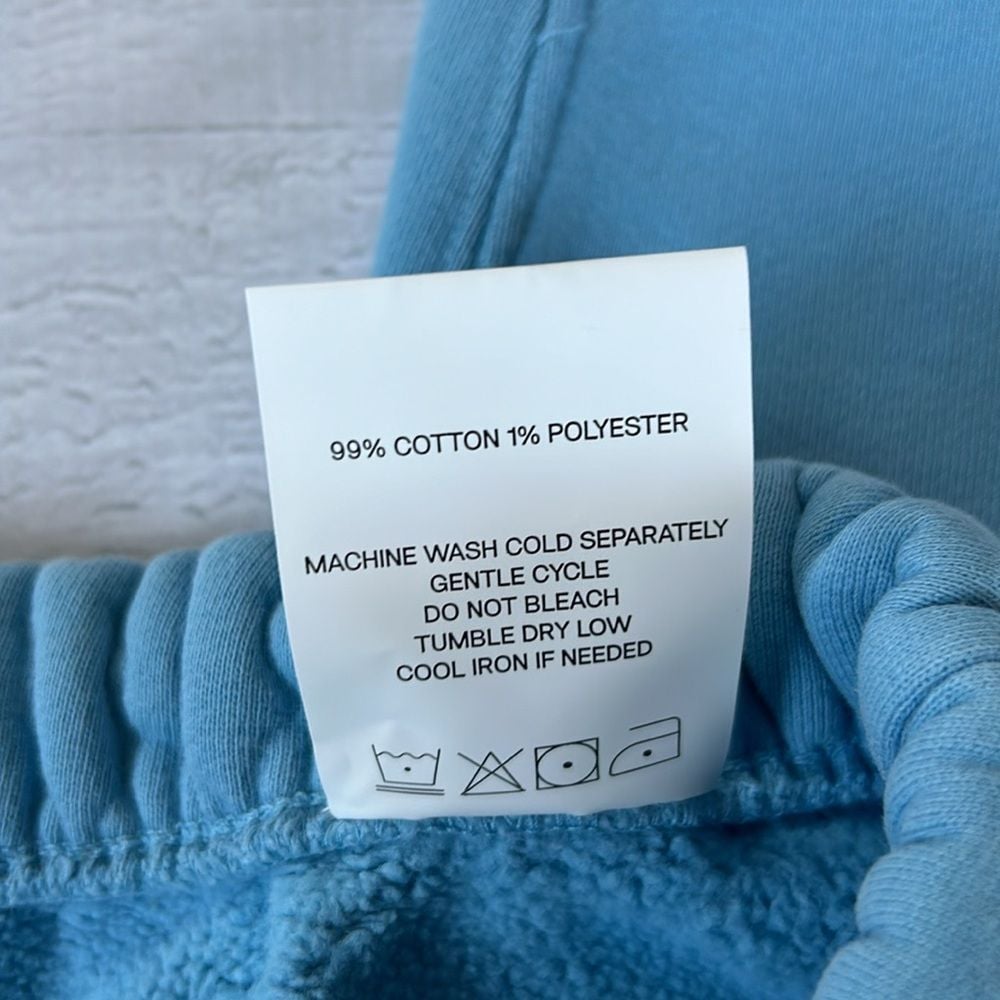 99% COTTON 1% POLYESTER
MACHINE WASH COLD SEPARATELY
GENTLE CYCLE
DO NOT BLEACH
TUMBLE DRY LOW
COOL IRON IF NEEDED